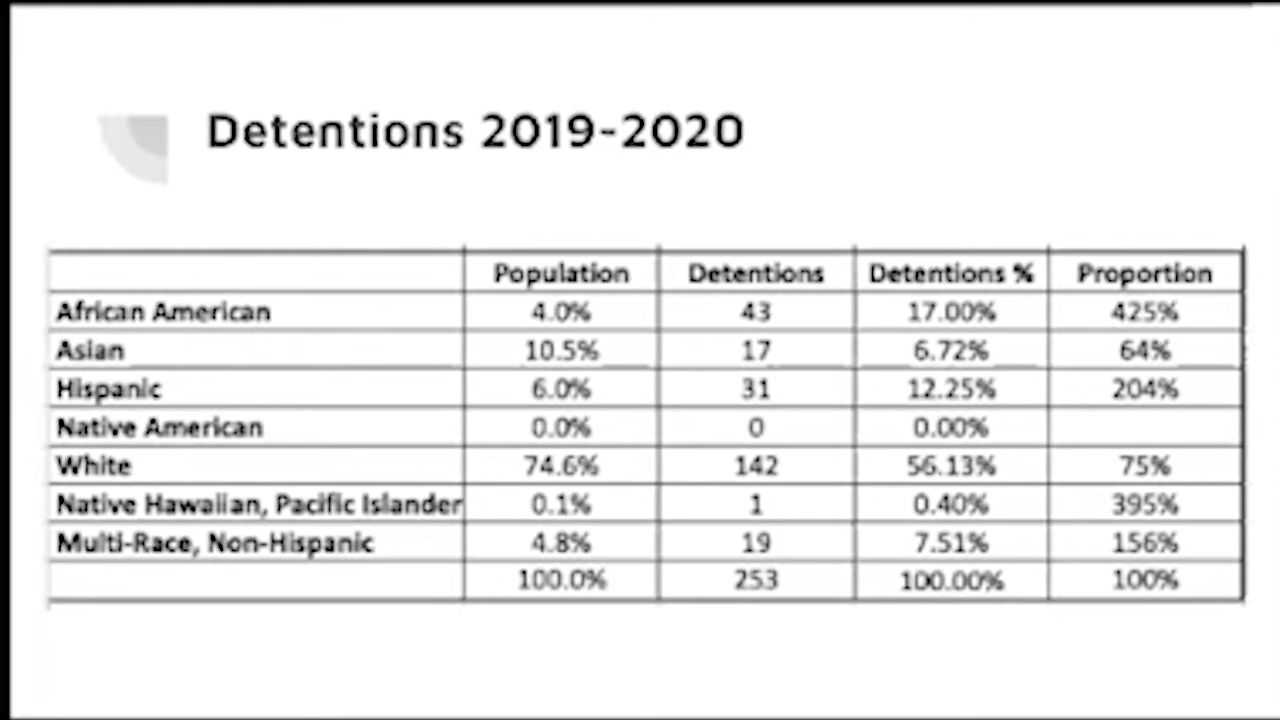 Detentions 2019-2020
Population Detentions Detentions % Proportion
African American 4.0% 43 17.00% 425%
Asian 10.5% 17 6.72% 64%
Hispanic 6.0% 31 12.25% 204%
Native American 0.0% 0 0.00%
White 74.6% 142 56.13% 75%
Native Hawaiian, Pacific Islander 0.1% 1 0.40% 395%
Multi-Race, Non-Hispanic 4.8% 19 7.51% 156%
100.0% 253 100.00% 100%